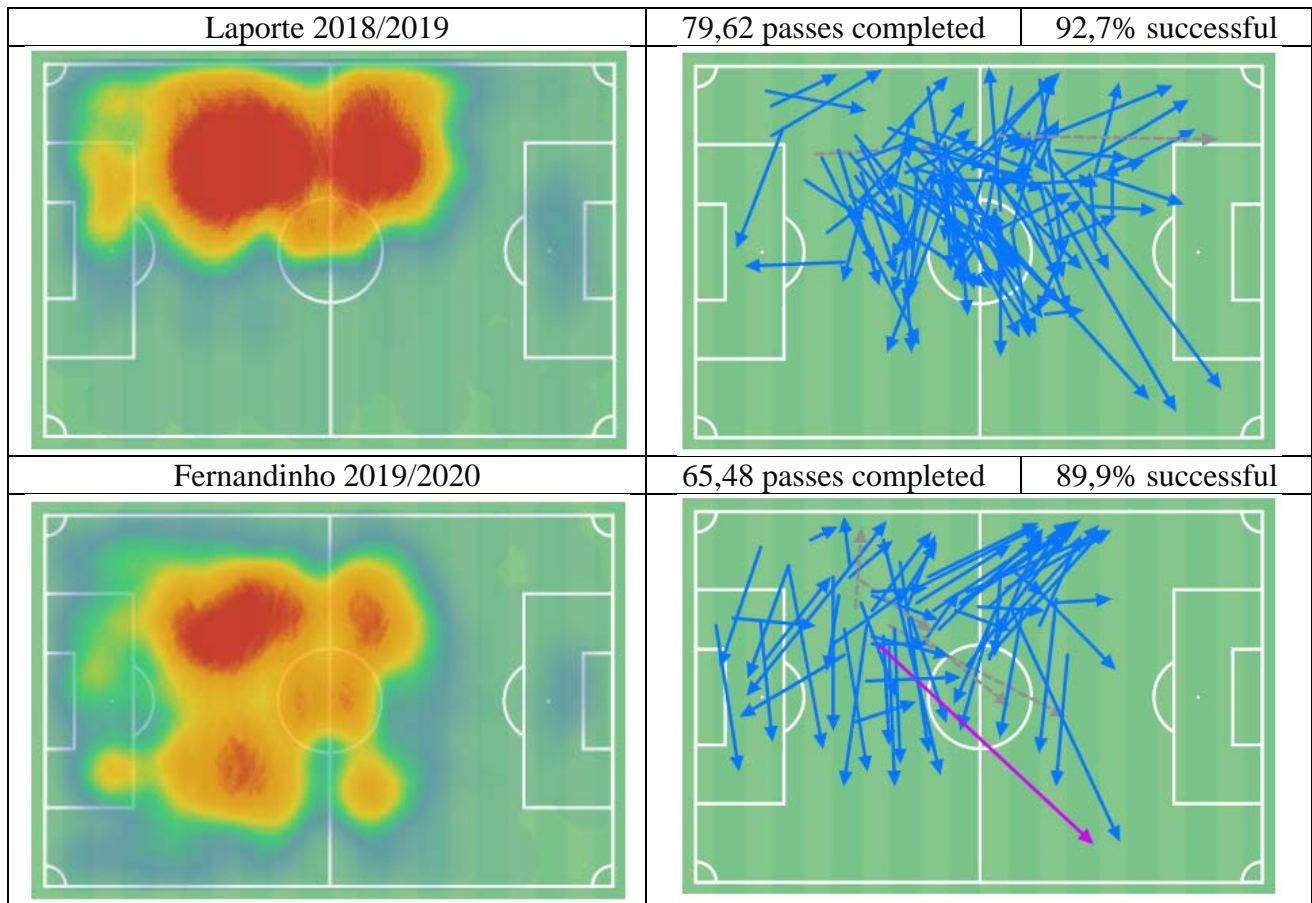 Laporte 2018/2019 79,62 passes completed 92,7% successful
Fernandinho 2019/2020 65,48 passes completed 89,9% successful